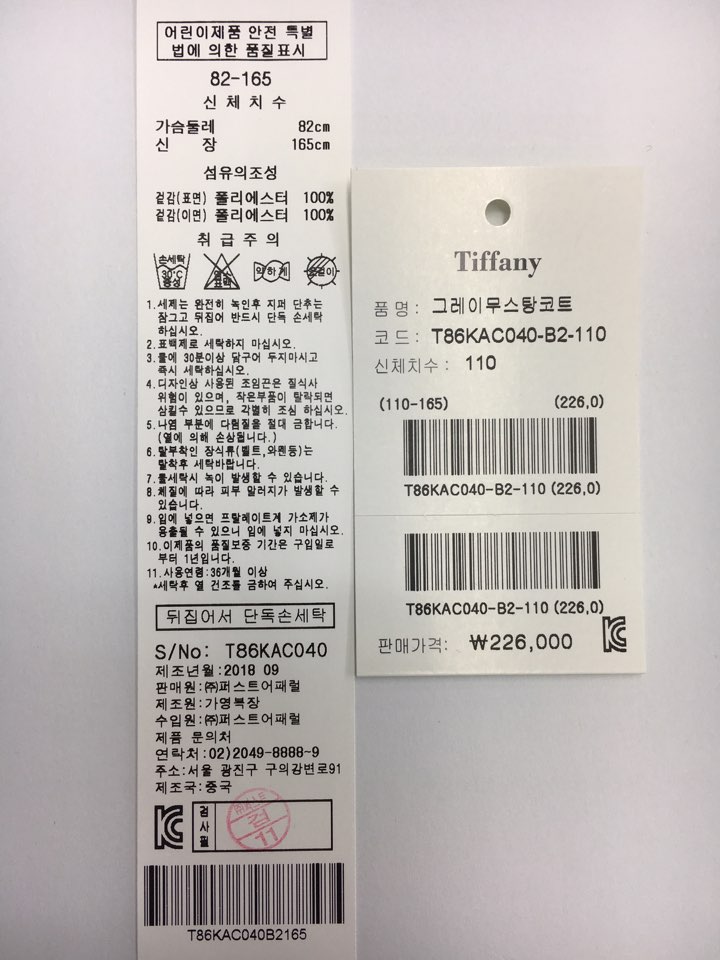 어린이제품 안전 특별
법에 의한 품질표시
82-165
신 체 치 수
가슴둘레 82cm
신 장 165cm
섬유의조성
겉감(표면) 폴리에스터 100%
겉감(이면) 폴리에스터 100%
취 급 주 의
손세탁
30℃
중성
염소
표백
약하게
옷걸이
1.세제는 완전히 녹인후 지퍼 단추는
잠그고 뒤집어 반드시 단독 손세탁
하십시오.
2.표백제로 세탁하지 마십시오.
3.물에 30분이상 담구어 두지마시고
즉시 세탁하십시오.
4.디자인상 사용된 조임끈은 질식사
위험이 있으며, 작은부품이 탈락되면
삼킬수 있으므로 각별히 조심 하십시오.
5.나염 부분에 다림질을 절대 금합니다.
(열에 의해 손상됩니다.)
6.탈부착인 장식류(벨트,와펜등)는
탈착후 세탁바랍니다.
7.물세탁시 녹이 발생할 수 있습니다.
8.체질에 따라 피부 알러지가 발생할 수
있습니다.
9.입에 넣으면 프탈레이트계 가소제가
용출될 수 있으니 입에 넣지 마십시오.
10.이제품의 품질보증 기간은 구입일로
부터 1년입니다.
11.사용연령:36개월 이상
*세탁후 열 건조를 금하여 주십시오.
뒤집어서 단독손세탁
S/No: T86KAC040
제조년월:2018 09
판매원:㈜퍼스트어패럴
제조원:가영복장
수입원:㈜퍼스트어패럴
제품 문의처
연락처:02)2049-8888~9
주소:서울 광진구 구의강변로91
제조국:중국
KC
검
사
필
11
T86KAC040B2165
Tiffany
품 명: 그레이무스탕코트
코 드: T86KAC040-B2-110
신체치수: 110
(110-165) (226,0)
T86KAC040-B2-110 (226,0)
T86KAC040-B2-110 (226,0)
판매가격: ₩226,000 KC